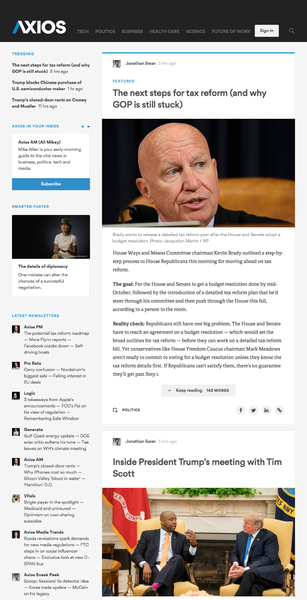 AXIOS
TECH POLITICS BUSINESS HEALTH CARE SCIENCE FUTURE OF WORK Sign in
TRENDING
The next steps for tax reform (and why
GOP is still stuck) 5 hrs ago
Trump blocks Chinese purchase of
U.S. semiconductor maker 1 hr ago
Trump's closed-door rants on Comey
and Mueller 11 hrs ago
AXIOS IN YOUR INBOX
Axios AM (All Mikey)
Mike Allen is your early-morning
guide to the vital news in
business, politics, tech and
media.
Subscribe
SMARTER FASTER
The details of diplomacy
One mistake can alter the
chances of a successful
negotiation.
LATEST NEWSLETTERS
Axios PM
The potential tax reform
roadmap — More Flynn reports —
Facebook cracks down — Self-
driving boats
Pro Rata
Carry confusion — Nordstrom's
biggest sale — Failing interest in
EU deals
Login
3 takeaways from Apple's
announcements — FCC's Pai on
his view of regulation —
Remembering Edie Windsor
Generate
Gulf Coast energy update — DOE
aater critic softens his tone —
Leaves on WH's climate meeting
Axios AM
Trump's closed-door rants —
Why iPhones cost so much —
Silicon Valley 'blood in water' —
'Hamilton' D.C.
Vitals
Single-payer in the spotlight —
Medicaid and uninsured —
Optimism on cost-sharing
subsidies
Axios Media Trends
Russia revelations spark demands
for new media regulations — FTC
steps in on social influencer
chaos — Exclusive look at new C-
SPAN bus
Axios Sneak Peek
Scoop: Sessions' lie detector idea
— Korea trade update — McCain
on his legacy
Jonathan Swan 5 hrs ago
FEATURED
The next steps for tax reform (and why
GOP is still stuck)
Brady wants to release a detailed tax reform plan after the House and Senate adopt a
budget resolution. Photo: Jacquelyn Martin / AP
House Ways and Means Committee chairman Kevin Brady outlined a step-by-
step process to House Republicans this morning for moving ahead on tax
reform.
The goal: For the House and Senate to get a budget resolution done by mid-
October, followed by the introduction of a detailed tax reform plan that he'd
steer through his committee and then push through the House this fall,
according to a person in the room.
Reality check: Republicans still have one big problem. The House and Senate
have to reach an agreement on a budget resolution — which would set the
broad outlines for tax reform — before they can work on a detailed tax reform
bill. Yet conservatives like House Freedom Caucus chairman Mark Meadows
aren't ready to commit to voting for a budget resolution unless they know the
tax reform details first. If Republicans can't satisfy them, there's no guarantee
they'll get past Step 1.
Keep reading 143 WORDS
POLITICS
Jonathan Swan
Inside President Trump's meeting with Tim
Scott